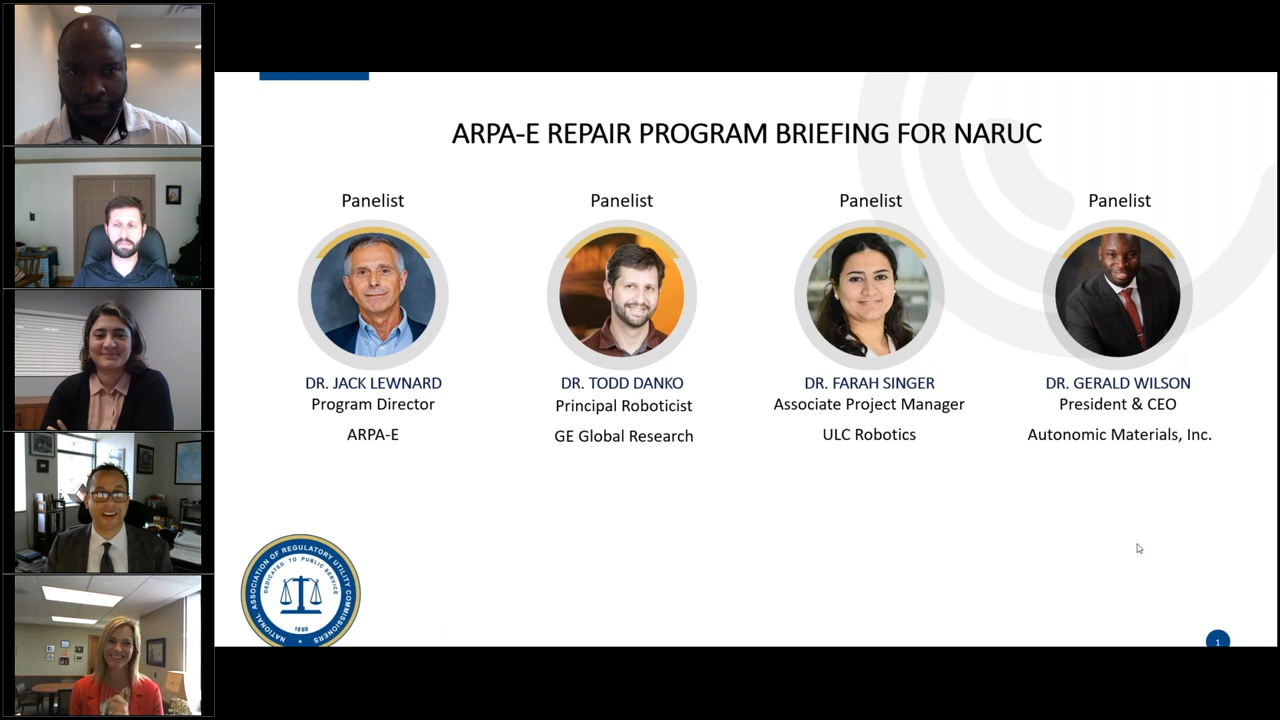 ARPA-E REPAIR PROGRAM BRIEFING FOR NARUC
Panelist
DR. JACK LEWNARD
Program Director
ARPA-E
Panelist
DR. TODD DANKO
Principal Roboticist
GE Global Research
Panelist
DR. FARAH SINGER
Associate Project Manager
ULC Robotics
Panelist
DR. GERALD WILSON
President & CEO
Autonomic Materials, Inc.
NATIONAL ASSOCIATION OF REGULATORY UTILITY COMMISSIONERS
DEDICATED TO PUBLIC SERVICE
1889
1